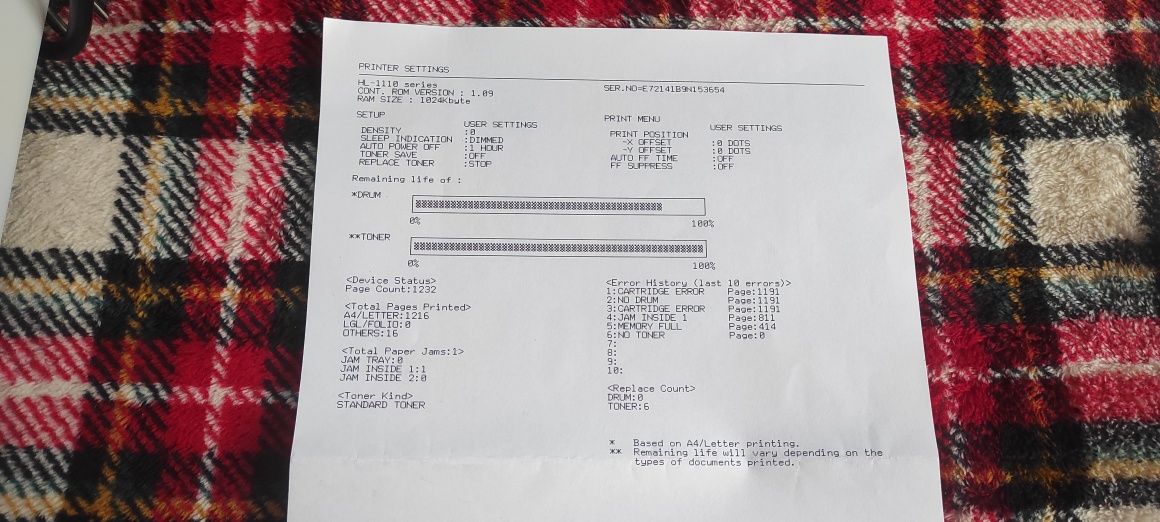 PRINTER SETTINGS
HL-1110 series
CONT. ROM VERSION : 1.09
RAM SIZE : 1024Kbyte
SER.NO=E72141B9N153654
SETUP
USER SETTINGS
DENSITY :0
SLEEP INDICATION :DIMMED
AUTO POWER OFF :1 HOUR
TONER SAVE :OFF
REPLACE TONER :STOP
PRINT MENU
USER SETTINGS
PRINT POSITION
-X OFFSET :0 DOTS
-Y OFFSET :0 DOTS
AUTO FF TIME :OFF
FF SUPPRESS :OFF
Remaining life of :
*DRUM
0% 100%
**TONER
0% 100%
<Device Status>
Page Count:1232
<Total Pages Printed>
A4/LETTER:1216
LGL/FOLIO:0
OTHERS:16
<Total Paper Jams:1>
JAM TRAY:0
JAM INSIDE 1:1
JAM INSIDE 2:0
<Toner Kind>
STANDARD TONER
<Error History (last 10 errors)>
1:CARTRIDGE ERROR Page:1191
2:NO DRUM Page:1191
3:CARTRIDGE ERROR Page:1191
4:JAM INSIDE 1 Page:811
5:MEMORY FULL Page:414
6:NO TONER Page:0
7:
8:
9:
10:
<Replace Count>
DRUM:0
TONER:6
* Based on A4/Letter printing.
** Remaining life will vary depending on the
types of documents printed.